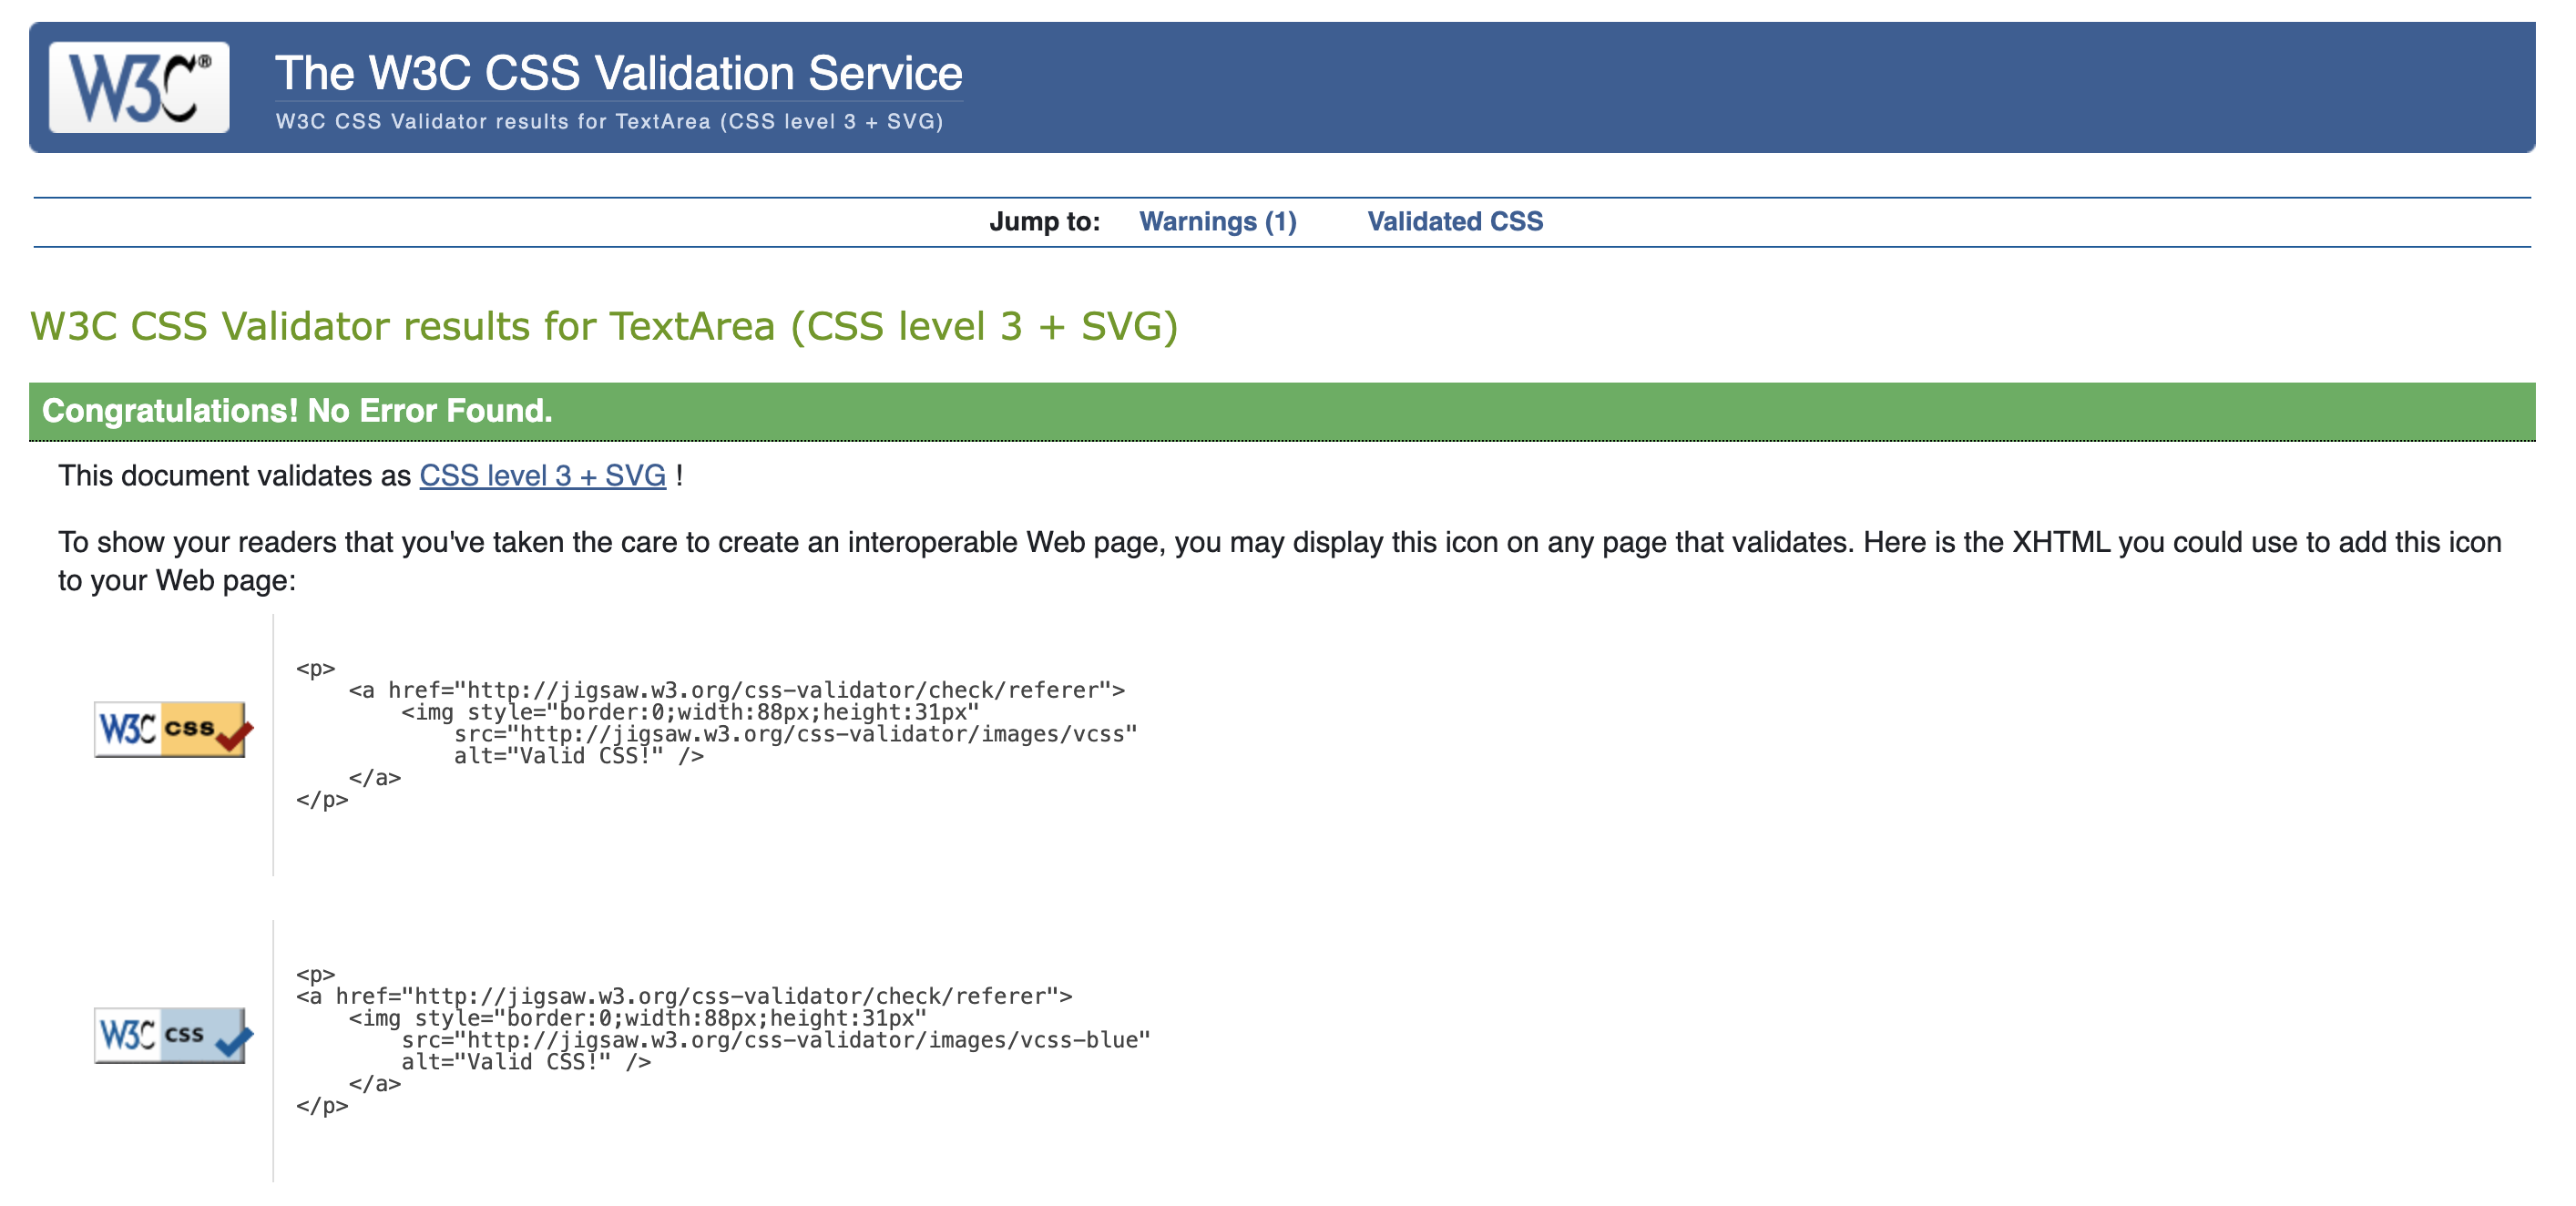 W3C®
The W3C CSS Validation Service
W3C CSS Validator results for TextArea (CSS level 3 + SVG)
Jump to: Warnings (1) Validated CSS
W3C CSS Validator results for TextArea (CSS level 3 + SVG)
Congratulations! No Error Found.
This document validates as CSS level 3 + SVG !
To show your readers that you've taken the care to create an interoperable Web page, you may display this icon on any page that validates. Here is the XHTML you could use to add this icon
to your Web page:
W3C css
<p>
    <a href="http://jigsaw.w3.org/css-validator/check/referer">
        <img style="border:0;width:88px;height:31px"
            src="http://jigsaw.w3.org/css-validator/images/vcss"
            alt="Valid CSS!" />
    </a>
</p>
W3C css
<p>
<a href="http://jigsaw.w3.org/css-validator/check/referer">
    <img style="border:0;width:88px;height:31px"
        src="http://jigsaw.w3.org/css-validator/images/vcss-blue"
        alt="Valid CSS!" />
    </a>
</p>